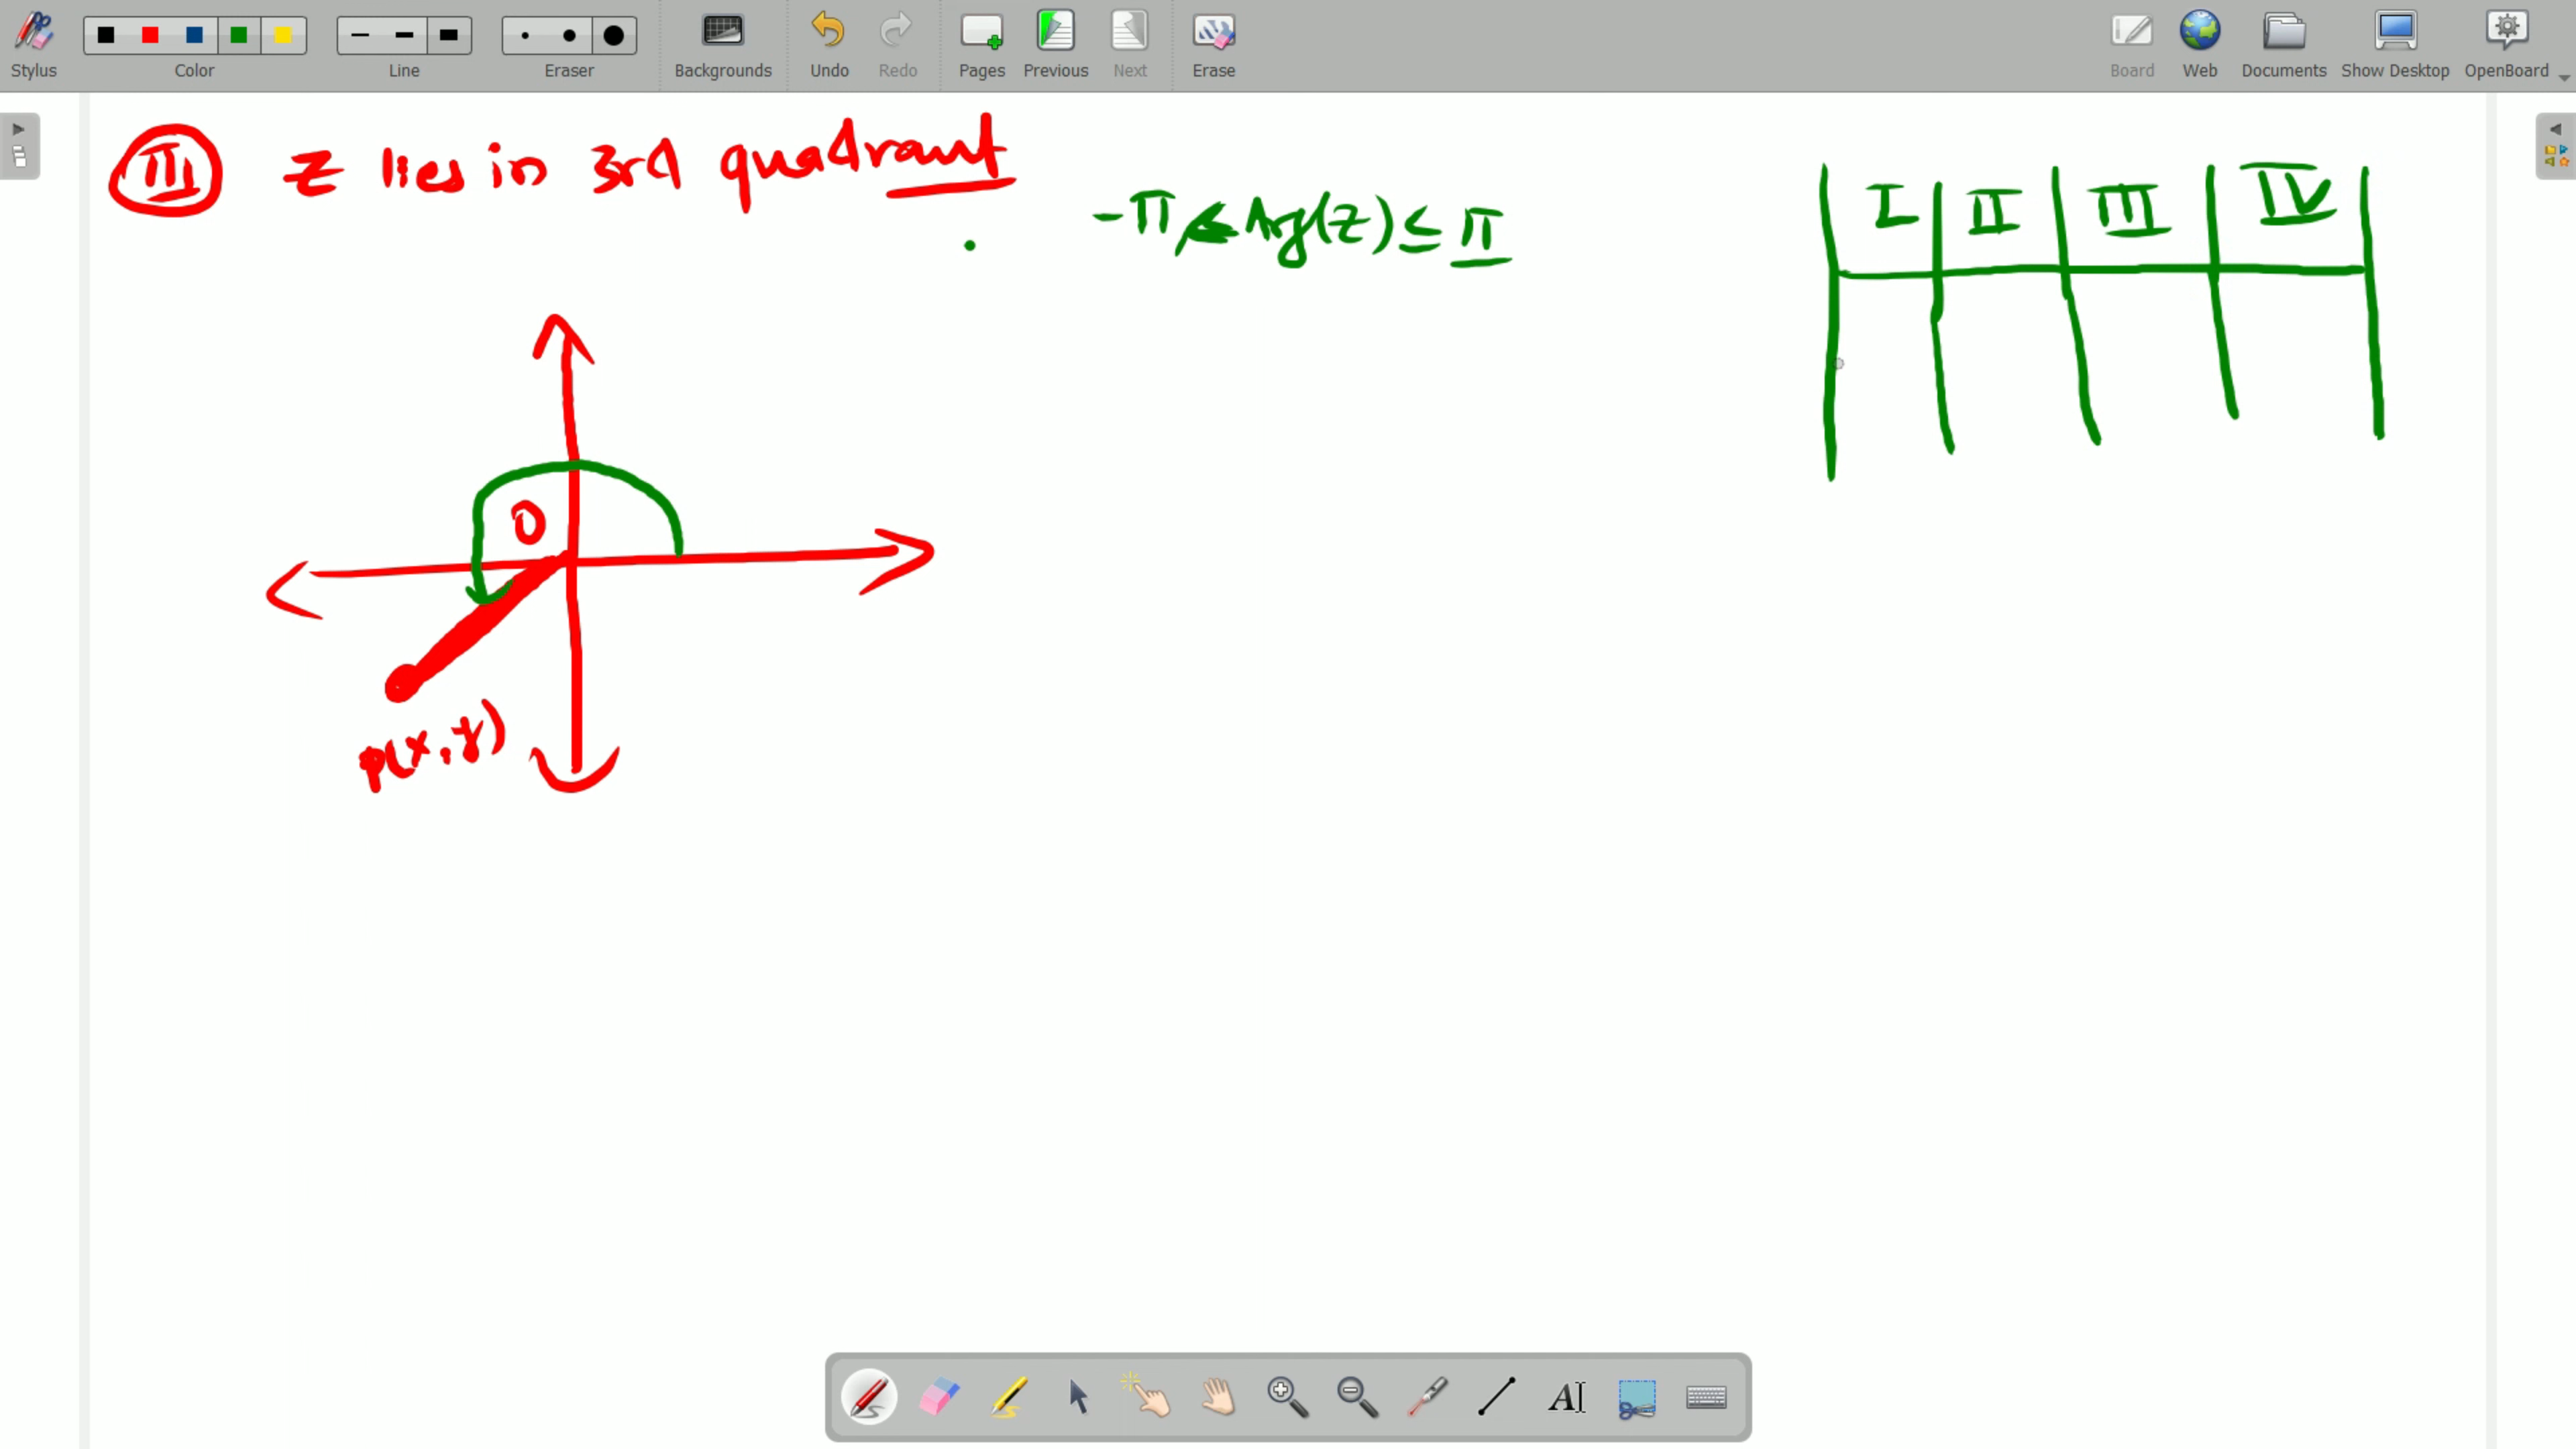 Stylus Color Line Eraser Backgrounds Undo Redo Pages Previous Next Erase Board Web Documents Show Desktop OpenBoard
III z lies in 3rd quadrant
-π < Arg(z) ≤ π
I II III IV
O
P(x,y)